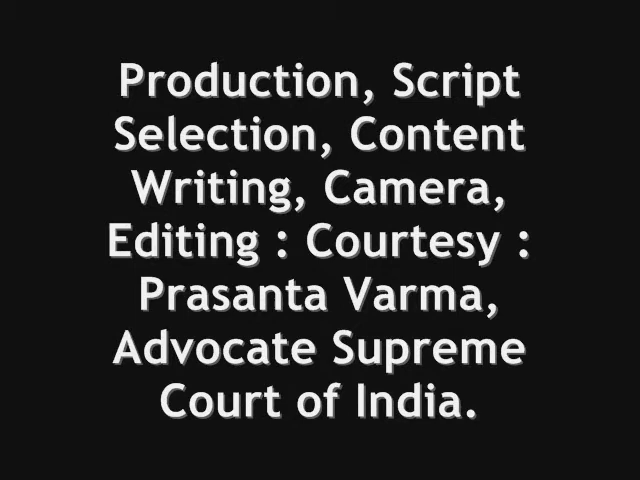 Production, Script
Selection, Content
Writing, Camera,
Editing : Courtesy :
Prasanta Varma,
Advocate Supreme
Court of India.